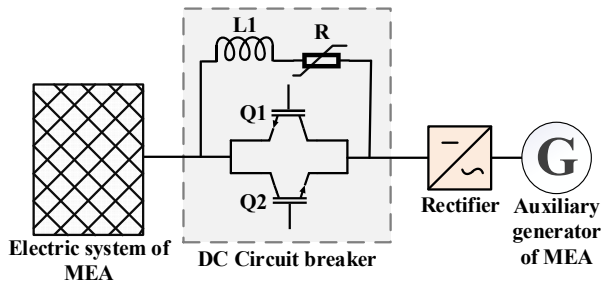 L1
R
Q1
Q2
G
Electric system of
MEA
DC Circuit breaker
Rectifier
Auxiliary
generator
of MEA